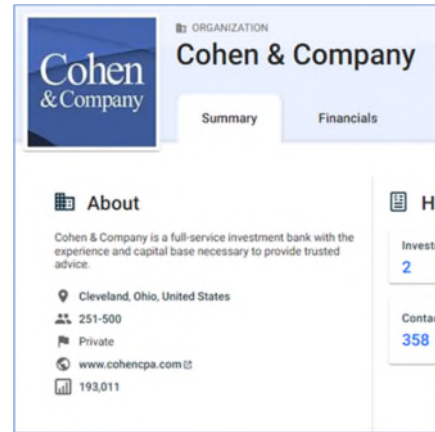 ORGANIZATION
Cohen & Company
Cohen
& Company
Summary Financials
About
Cohen & Company is a full-service investment bank with the
experience and capital base necessary to provide trusted
advice.
Cleveland, Ohio, United States
251-500
Private
www.cohencpa.com
193,011
H
Invest
2
Conta
358